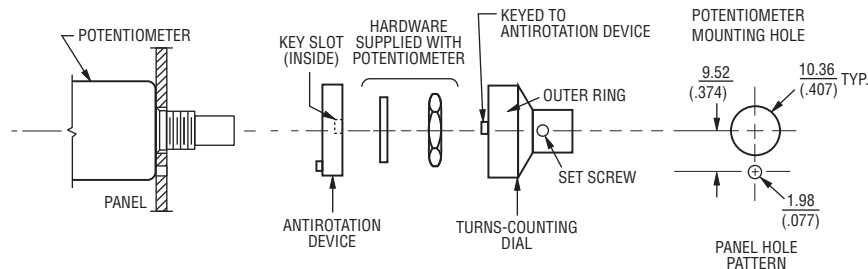 POTENTIOMETER
PANEL
KEY SLOT
(INSIDE)
HARDWARE
SUPPLIED WITH
POTENTIOMETER
ANTIROTATION
DEVICE
KEYED TO
ANTIROTATION DEVICE
OUTER RING
SET SCREW
TURNS-COUNTING
DIAL
POTENTIOMETER
MOUNTING HOLE
9.52
(.374)
10.36
(.407) TYP.
1.98
(.077)
PANEL HOLE
PATTERN